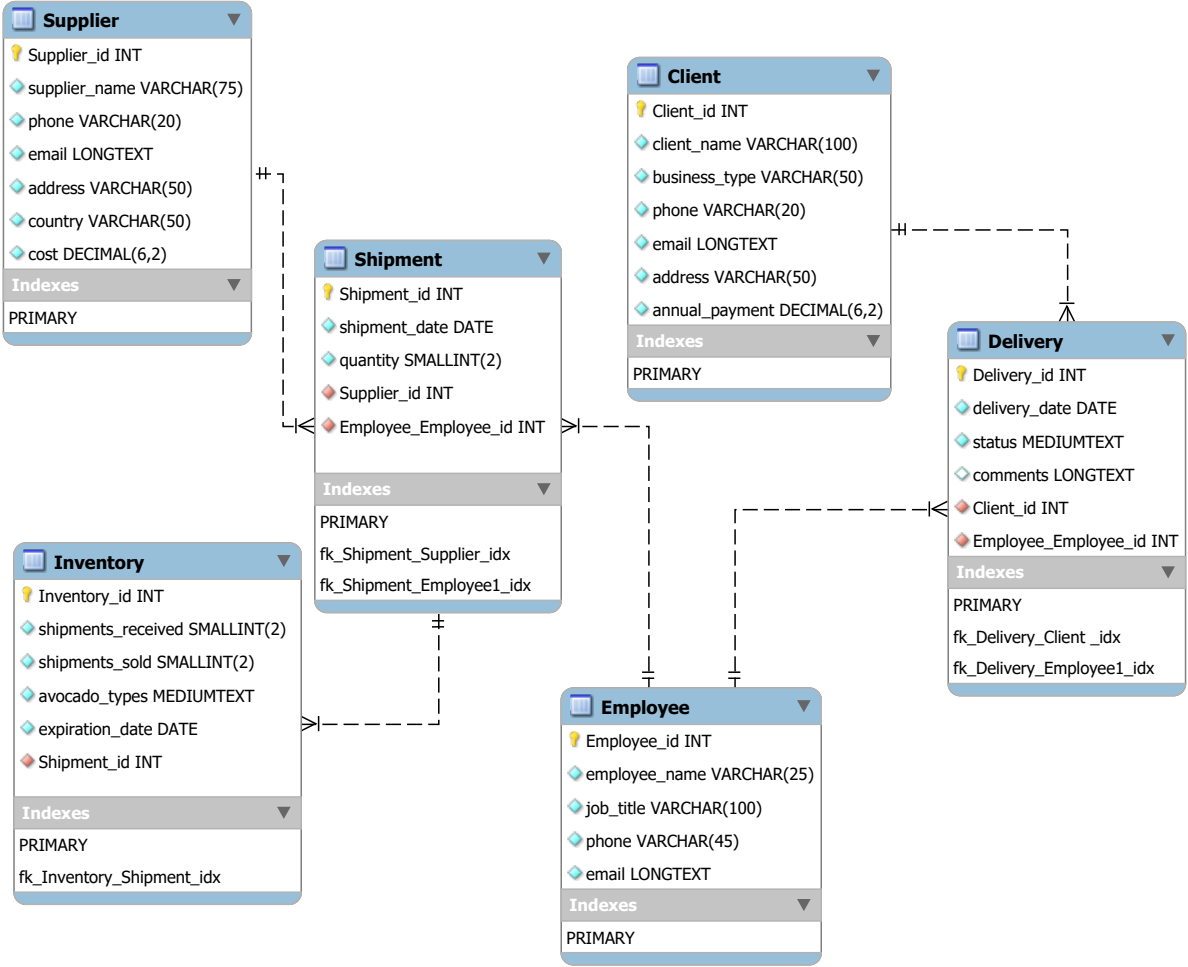 Supplier
Supplier_id INT
supplier_name VARCHAR(75)
phone VARCHAR(20)
email LONGTEXT
address VARCHAR(50)
country VARCHAR(50)
cost DECIMAL(6,2)
Indexes
PRIMARY
Client
Client_id INT
client_name VARCHAR(100)
business_type VARCHAR(50)
phone VARCHAR(20)
email LONGTEXT
address VARCHAR(50)
annual_payment DECIMAL(6,2)
Indexes
PRIMARY
Shipment
Shipment_id INT
shipment_date DATE
quantity SMALLINT(2)
Supplier_id INT
Employee_Employee_id INT
Indexes
PRIMARY
fk_Shipment_Supplier_idx
fk_Shipment_Employee1_idx
Delivery
Delivery_id INT
delivery_date DATE
status MEDIUMTEXT
comments LONGTEXT
Client_id INT
Employee_Employee_id INT
Indexes
PRIMARY
fk_Delivery_Client _idx
fk_Delivery_Employee1_idx
Inventory
Inventory_id INT
shipments_received SMALLINT(2)
shipments_sold SMALLINT(2)
avocado_types MEDIUMTEXT
expiration_date DATE
Shipment_id INT
Indexes
PRIMARY
fk_Inventory_Shipment_idx
Employee
Employee_id INT
employee_name VARCHAR(25)
job_title VARCHAR(100)
phone VARCHAR(45)
email LONGTEXT
Indexes
PRIMARY